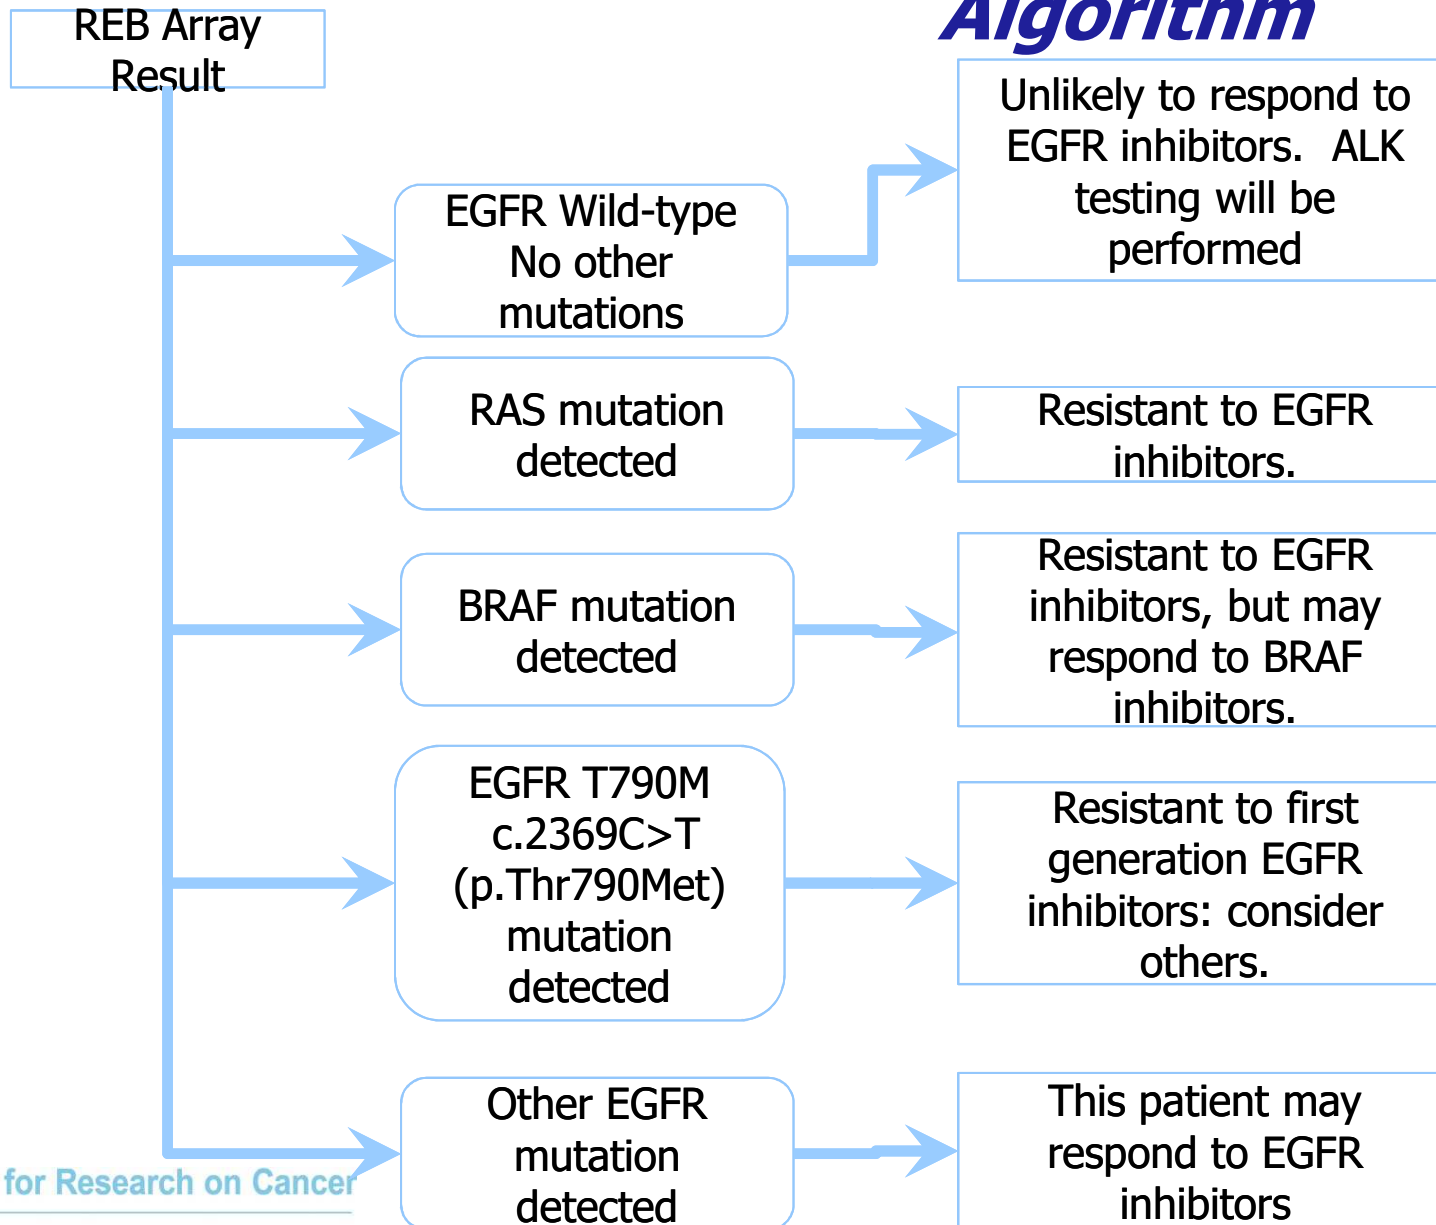 Algorithm
REB Array
Result
EGFR Wild-type
No other
mutations
Unlikely to respond to
EGFR inhibitors.  ALK
testing will be
performed
RAS mutation
detected
Resistant to EGFR
inhibitors.
BRAF mutation
detected
Resistant to EGFR
inhibitors, but may
respond to BRAF
inhibitors.
EGFR T790M
c.2369C>T
(p.Thr790Met)
mutation
detected
Resistant to first
generation EGFR
inhibitors: consider
others.
Other EGFR
mutation
detected
This patient may
respond to EGFR
inhibitors
for Research on Cancer